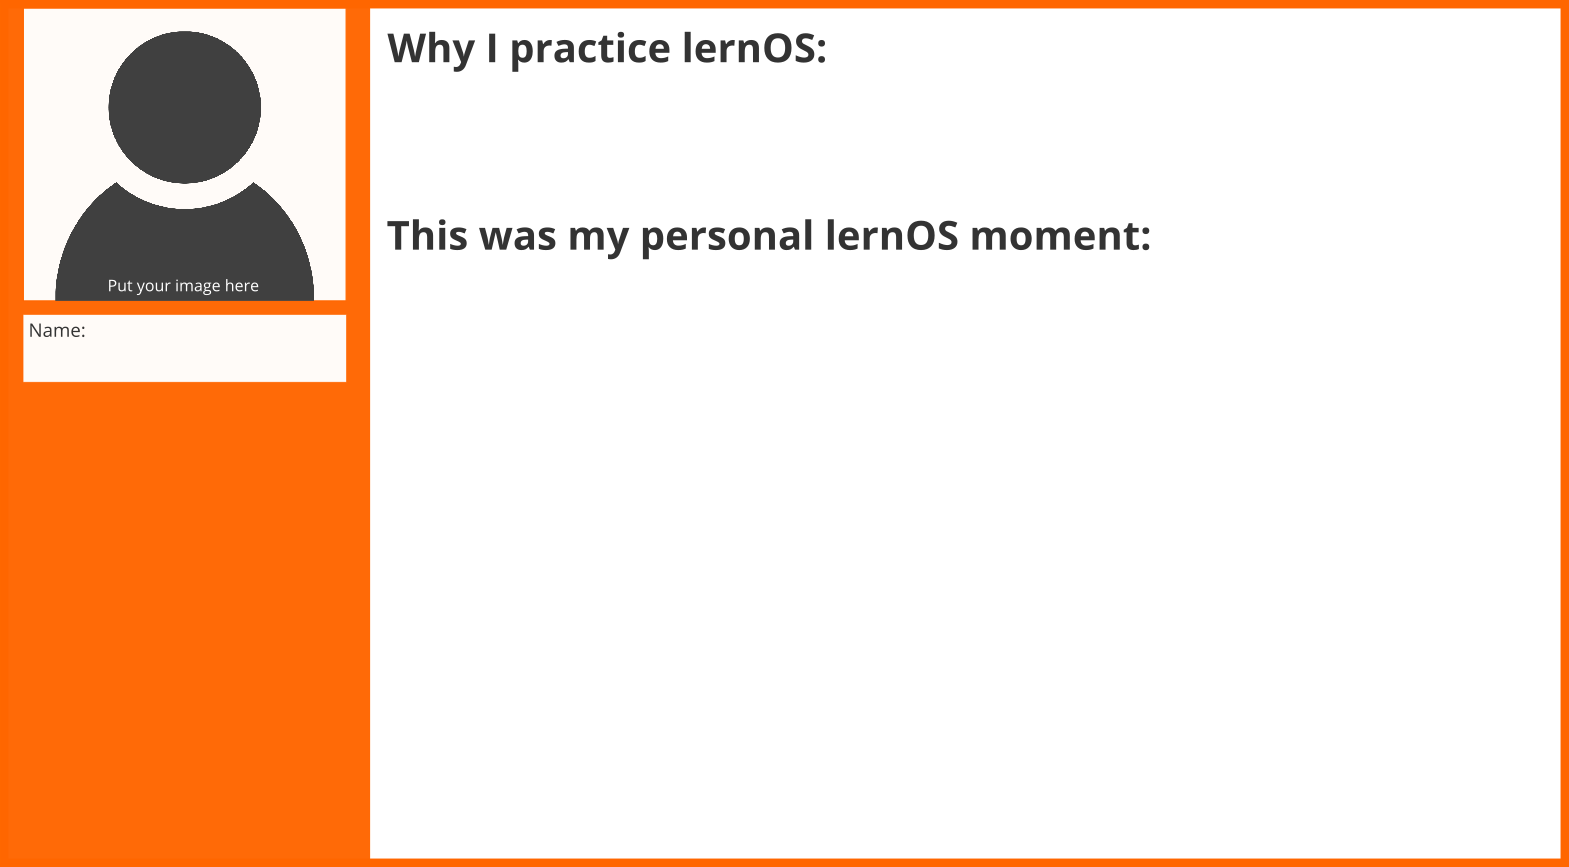 Put your image here
Name:
Why I practice lernOS:
This was my personal lernOS moment: